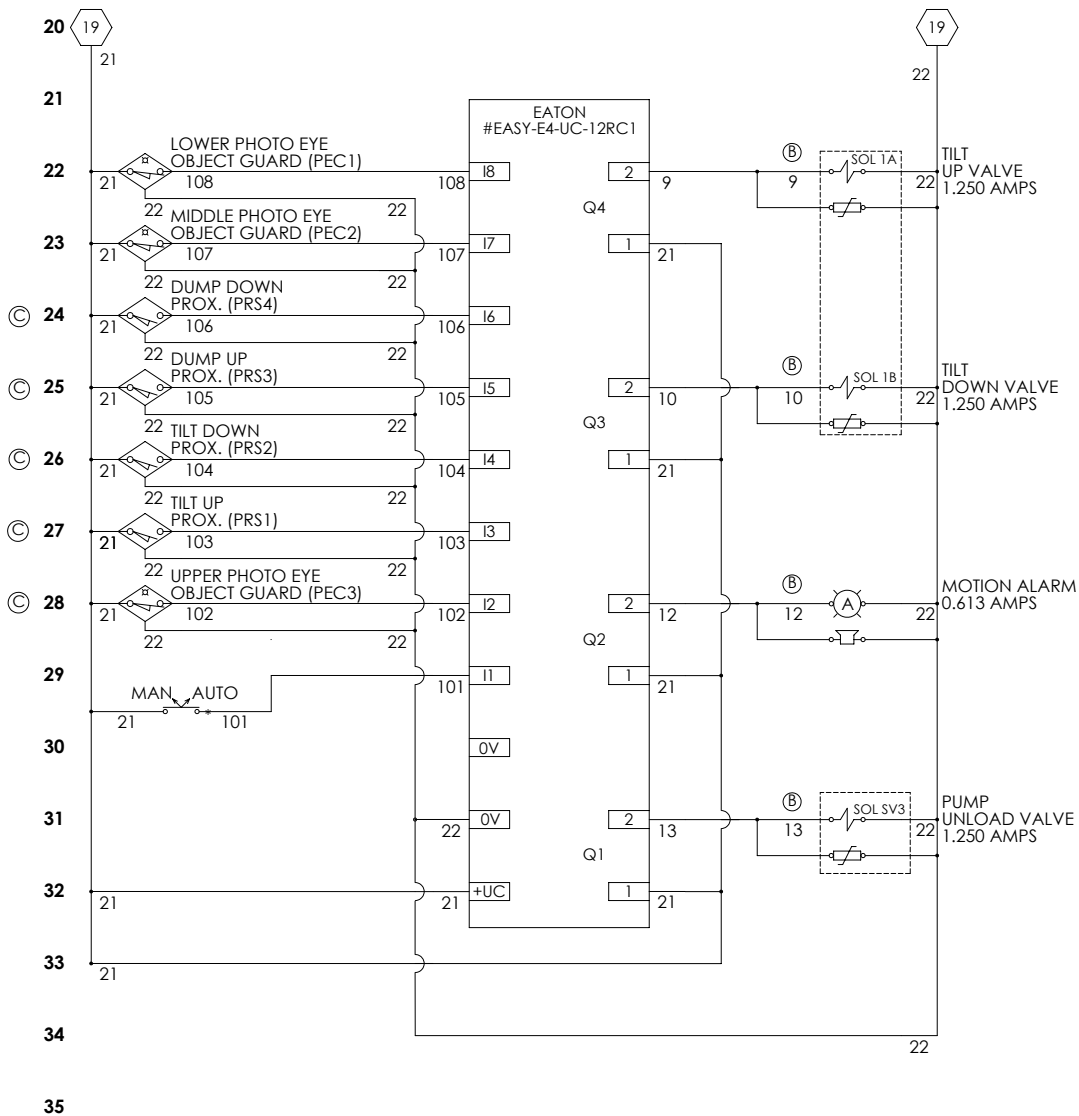 20 19 19
21 22
21
EATON
#EASY-E4-UC-12RC1
LOWER PHOTO EYE
OBJECT GUARD (PEC1)
22 21 108 108 I8 2 9 B 9 SOL 1A 22
TILT
UP VALVE
1.250 AMPS
22 22 Q4
MIDDLE PHOTO EYE
OBJECT GUARD (PEC2)
23 21 107 107 I7 1 21
22 22
DUMP DOWN
PROX. (PRS4)
C 24 21 106 106 I6
22 22
DUMP UP
PROX. (PRS3)
C 25 21 105 105 I5 2 10 B 10 SOL 1B 22
TILT
DOWN VALVE
1.250 AMPS
22 22 Q3
TILT DOWN
PROX. (PRS2)
C 26 21 104 104 I4 1 21
22 22
TILT UP
PROX. (PRS1)
C 27 21 103 103 I3
22 22
UPPER PHOTO EYE
OBJECT GUARD (PEC3)
C 28 21 102 102 I2 2 12 B 12 A 22
MOTION ALARM
0.613 AMPS
22 22 Q2
29 101 I1 1 21
MAN AUTO
21 101
30 0V
31 22 0V 2 13 B 13 SOL SV3 22
PUMP
UNLOAD VALVE
1.250 AMPS
Q1
32 21 21 +UC 1 21
33 21
34 22
35